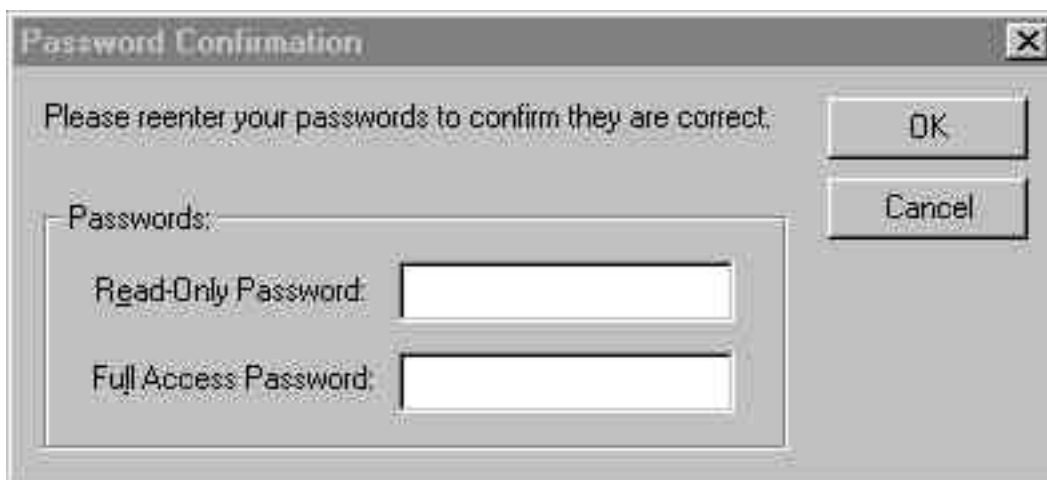 Password Confirmation
Please reenter your passwords to confirm they are correct.
OK
Cancel
Passwords:
Read-Only Password:
Full Access Password: